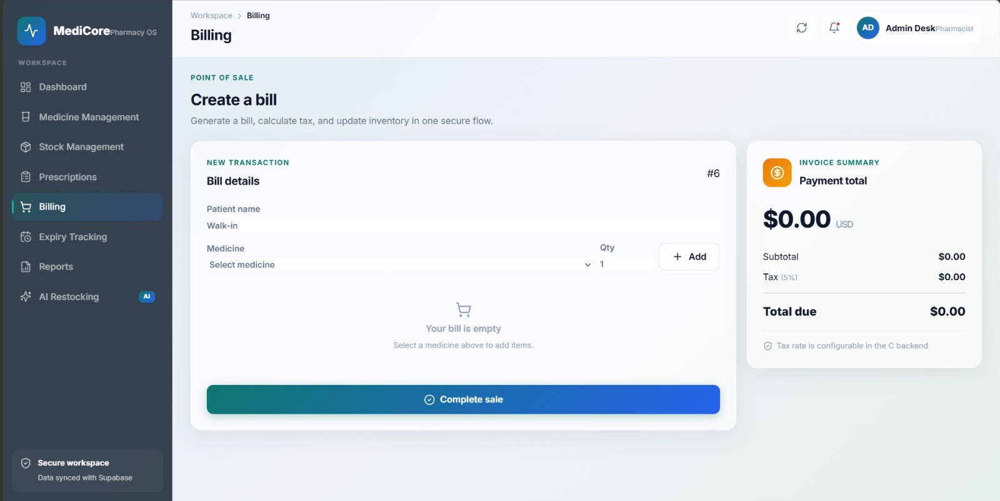 MediCore Pharmacy OS
WORKSPACE
Dashboard
Medicine Management
Stock Management
Prescriptions
Billing
Expiry Tracking
Reports
AI Restocking AI
Secure workspace
Data synced with Supabase
Workspace > Billing
Billing
AD Admin Desk Pharmacist
POINT OF SALE
Create a bill
Generate a bill, calculate tax, and update inventory in one secure flow.
NEW TRANSACTION
Bill details
#6
Patient name
Walk-in
Medicine
Select medicine
Qty
1
+ Add
Your bill is empty
Select a medicine above to add items.
Complete sale
INVOICE SUMMARY
Payment total
$0.00 USD
Subtotal $0.00
Tax (5%) $0.00
Total due $0.00
Tax rate is configurable in the C backend